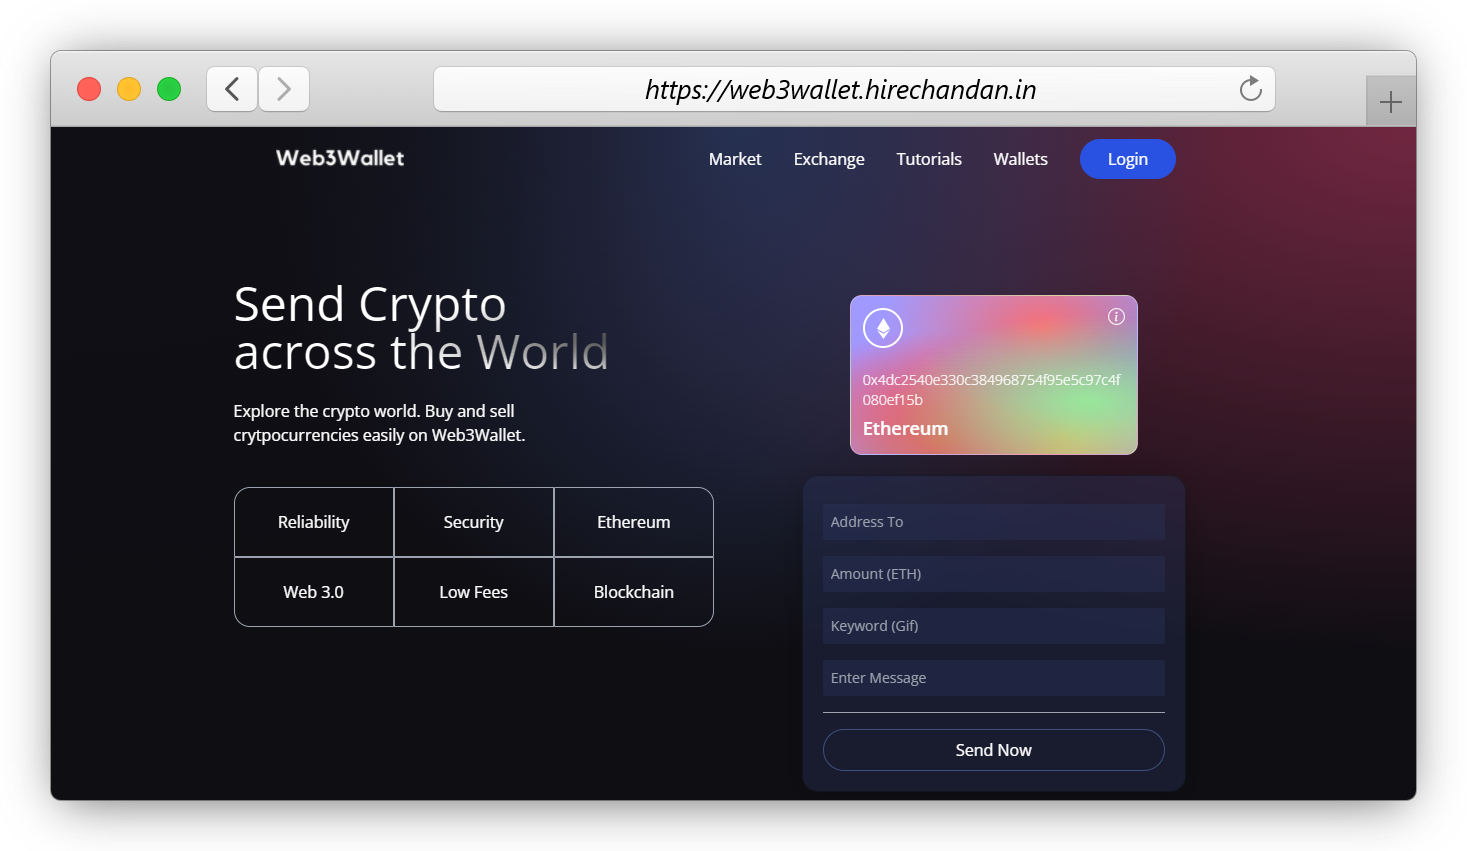 https://web3wallet.hirechandan.in
Web3Wallet
Market
Exchange
Tutorials
Wallets
Login
Send Crypto
across the World
Explore the crypto world. Buy and sell
crytpocurrencies easily on Web3Wallet.
Reliability
Security
Ethereum
Web 3.0
Low Fees
Blockchain
0x4dc2540e330c384968754f95e5c97c4f
080ef15b
Ethereum
Address To
Amount (ETH)
Keyword (Gif)
Enter Message
Send Now